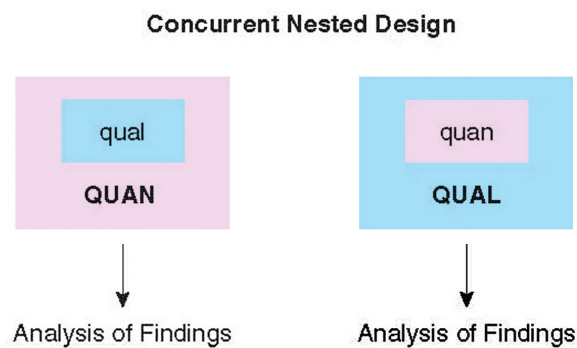 Concurrent Nested Design
qual
quan
QUAN
QUAL
Analysis of Findings
Analysis of Findings